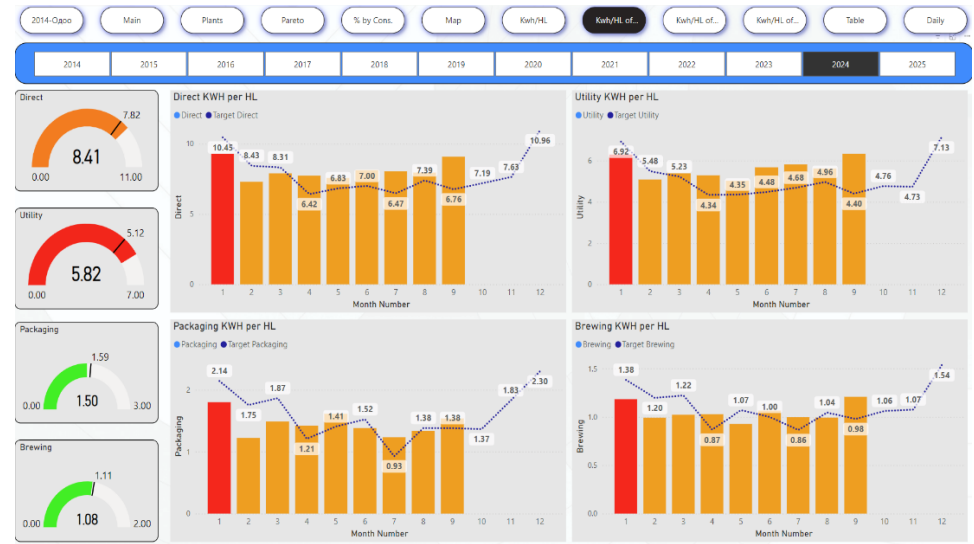 2014-Одоо Main Plants Pareto % by Cons. Map Kwh/HL Kwh/HL of... Kwh/HL of... Kwh/HL of... Table Daily
2014 2015 2016 2017 2018 2019 2020 2021 2022 2023 2024 2025
Direct
7.82
8.41
0.00 11.00
Utility
5.12
5.82
0.00 7.00
Packaging
1.59
1.50
0.00 3.00
Brewing
1.11
1.08
0.00 2.00
Direct KWH per HL
Direct Target Direct
10
5
0
Direct
10.45 8.43 8.31 6.42 6.83 7.00 6.47 7.39 6.76 7.19 7.63 10.96
1 2 3 4 5 6 7 8 9 10 11 12
Month Number
Utility KWH per HL
Utility Target Utility
6
4
2
0
Utility
6.92 5.48 5.23 4.34 4.35 4.48 4.68 4.96 4.40 4.76 4.73 7.13
1 2 3 4 5 6 7 8 9 10 11 12
Month Number
Packaging KWH per HL
Packaging Target Packaging
2
1
0
Packaging
2.14 1.75 1.87 1.21 1.41 1.52 0.93 1.38 1.38 1.37 1.83 2.30
1 2 3 4 5 6 7 8 9 10 11 12
Month Number
Brewing KWH per HL
Brewing Target Brewing
1.5
1.0
0.5
0.0
Brewing
1.38 1.20 1.22 0.87 1.07 1.00 0.86 1.04 0.98 1.06 1.07 1.54
1 2 3 4 5 6 7 8 9 10 11 12
Month Number